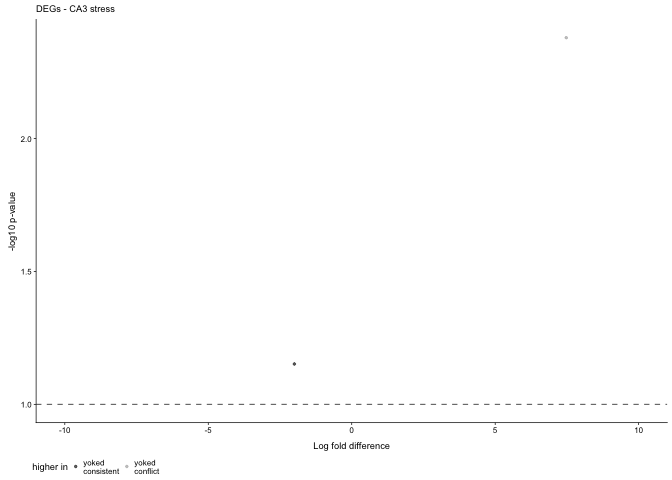 DEGs - CA3 stress
-log10 p-value
2.0
1.5
1.0
-10 -5 0 5 10
Log fold difference
higher in yoked consistent yoked conflict